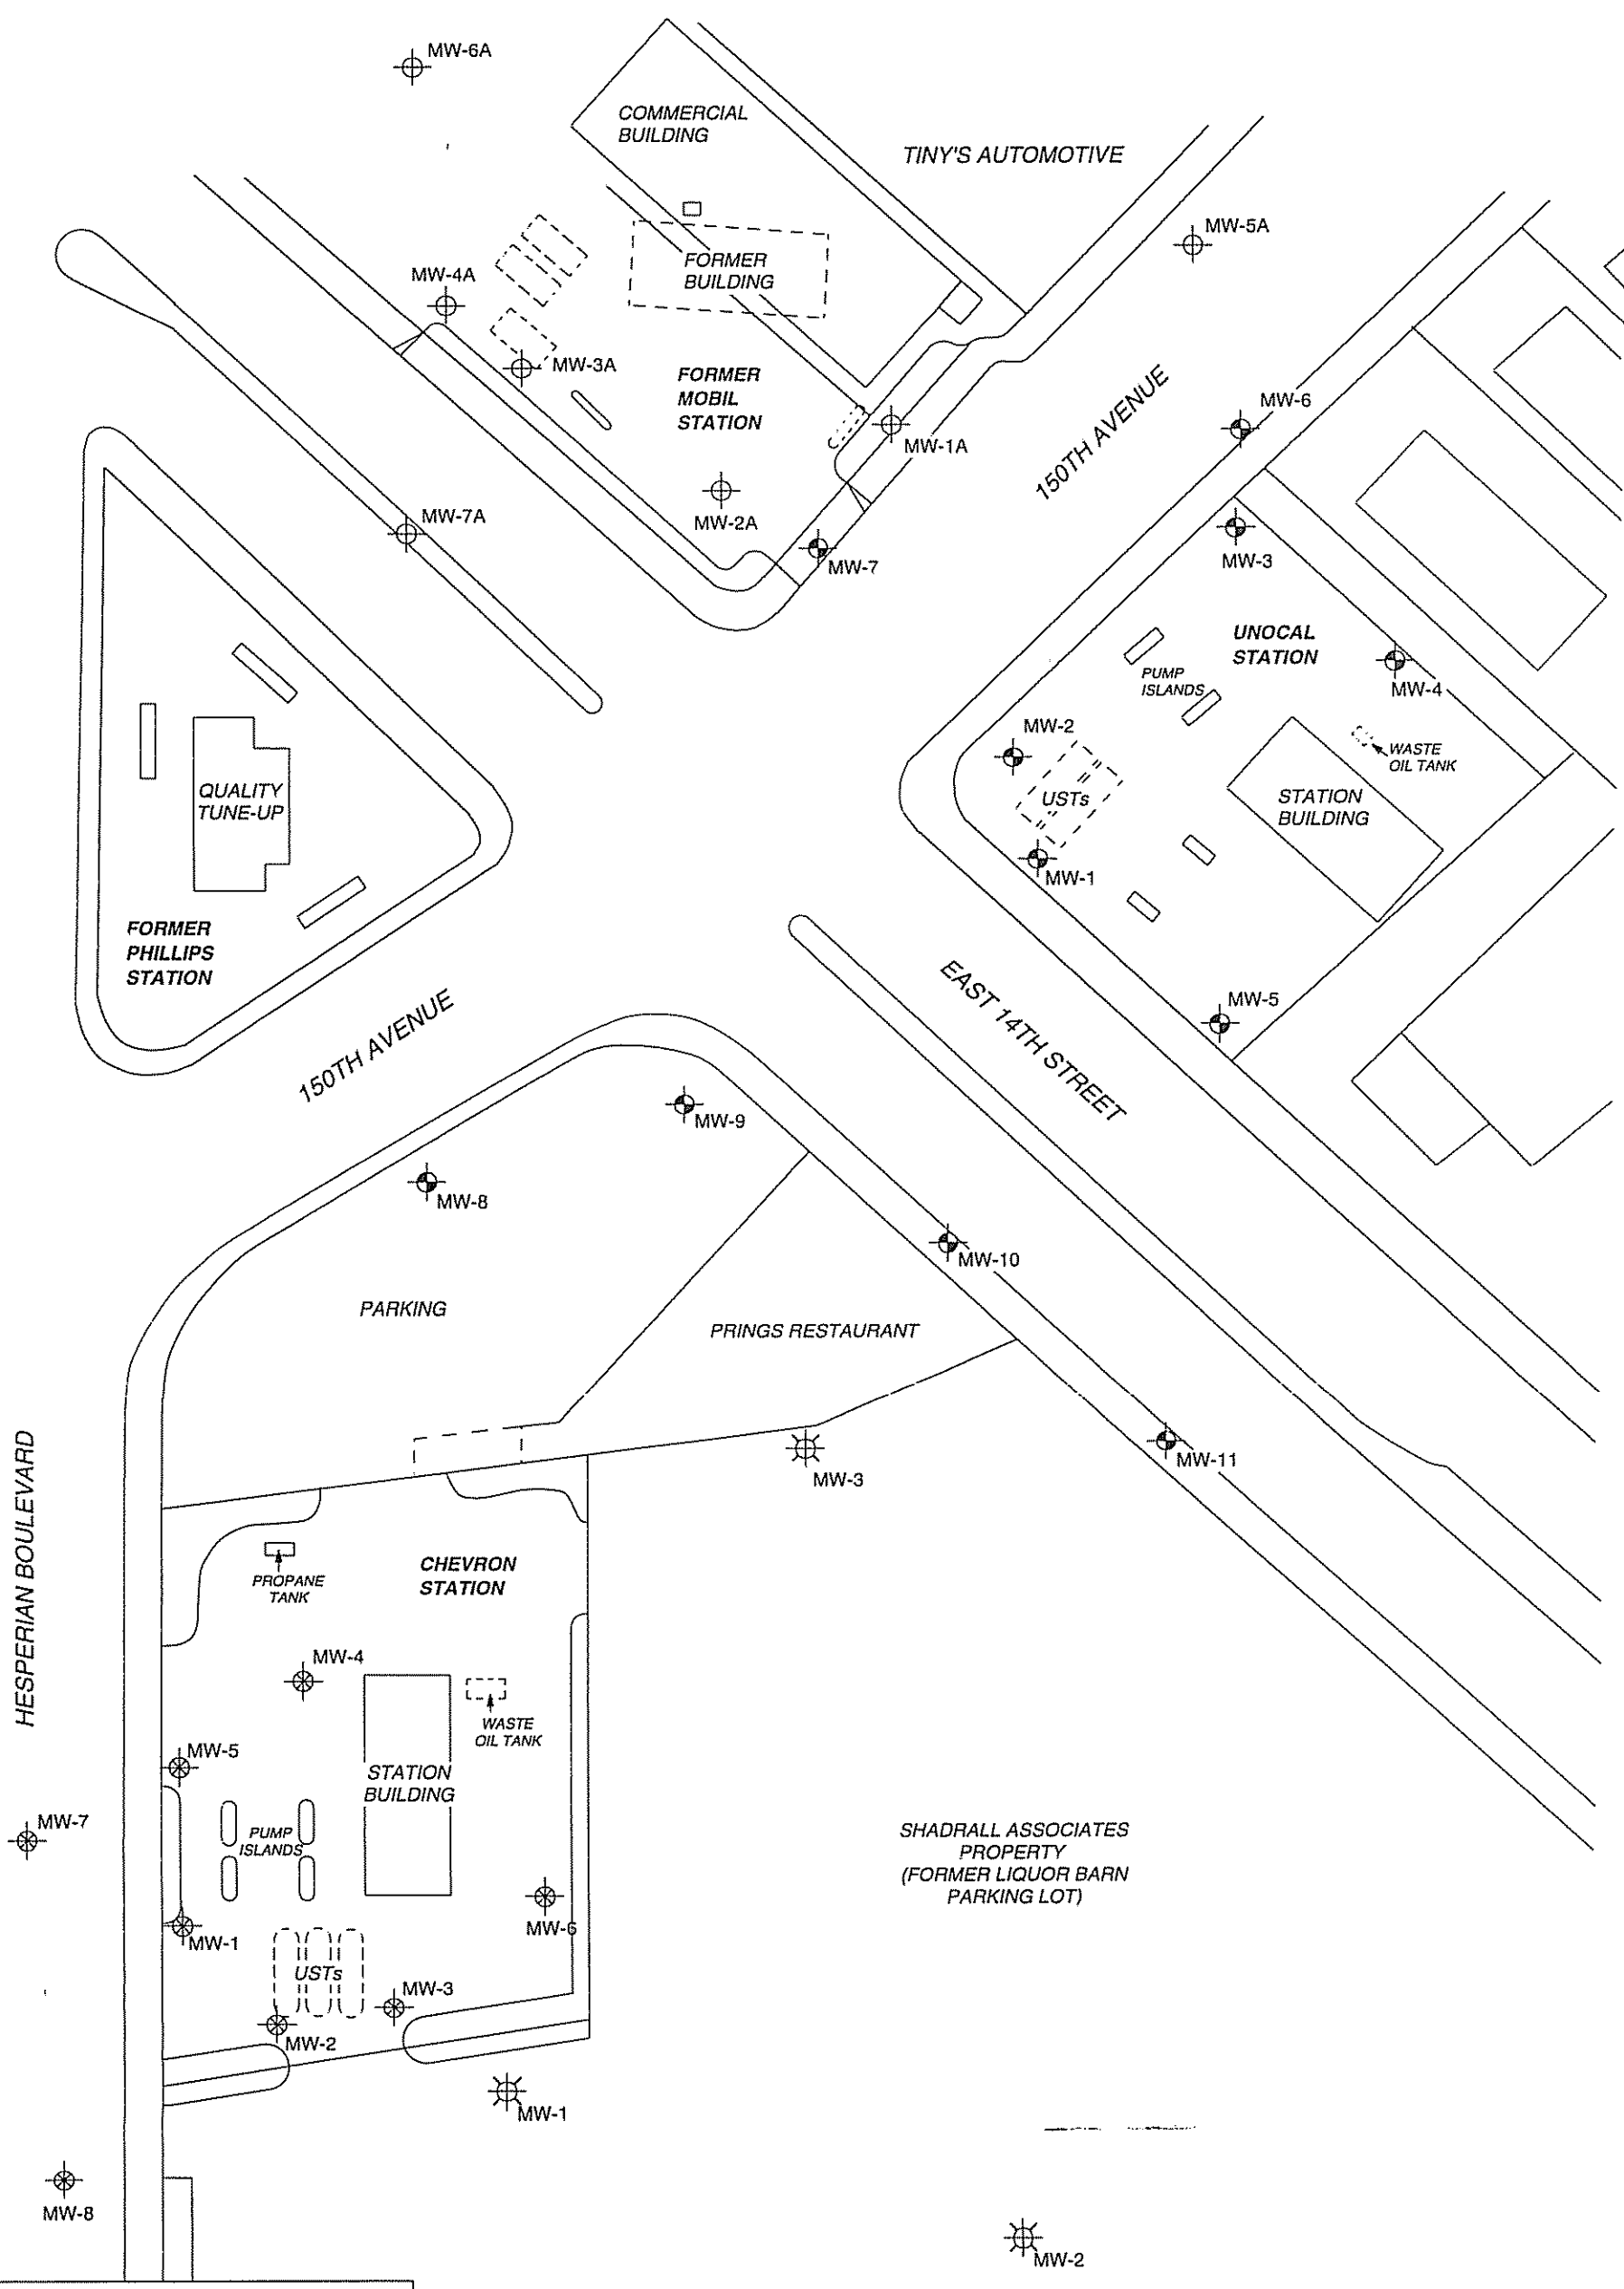 MW-6A
COMMERCIAL
BUILDING
TINY'S AUTOMOTIVE
MW-5A
MW-4A
FORMER
BUILDING
MW-3A
FORMER
MOBIL
STATION
MW-1A
150TH AVENUE
MW-6
MW-7A
MW-2A
MW-7
MW-3
UNOCAL
STATION
PUMP
ISLANDS
MW-4
MW-2
WASTE
OIL TANK
USTs
STATION
BUILDING
MW-1
QUALITY
TUNE-UP
FORMER
PHILLIPS
STATION
EAST 14TH STREET
MW-5
150TH AVENUE
MW-9
MW-8
MW-10
PARKING
PRINGS RESTAURANT
MW-11
MW-3
HESPERIAN BOULEVARD
PROPANE
TANK
CHEVRON
STATION
MW-4
WASTE
OIL TANK
MW-5
STATION
BUILDING
MW-7
PUMP
ISLANDS
SHADRALL ASSOCIATES
PROPERTY
(FORMER LIQUOR BARN
PARKING LOT)
MW-6
MW-1
USTs
MW-3
MW-2
MW-1
MW-8
MW-2